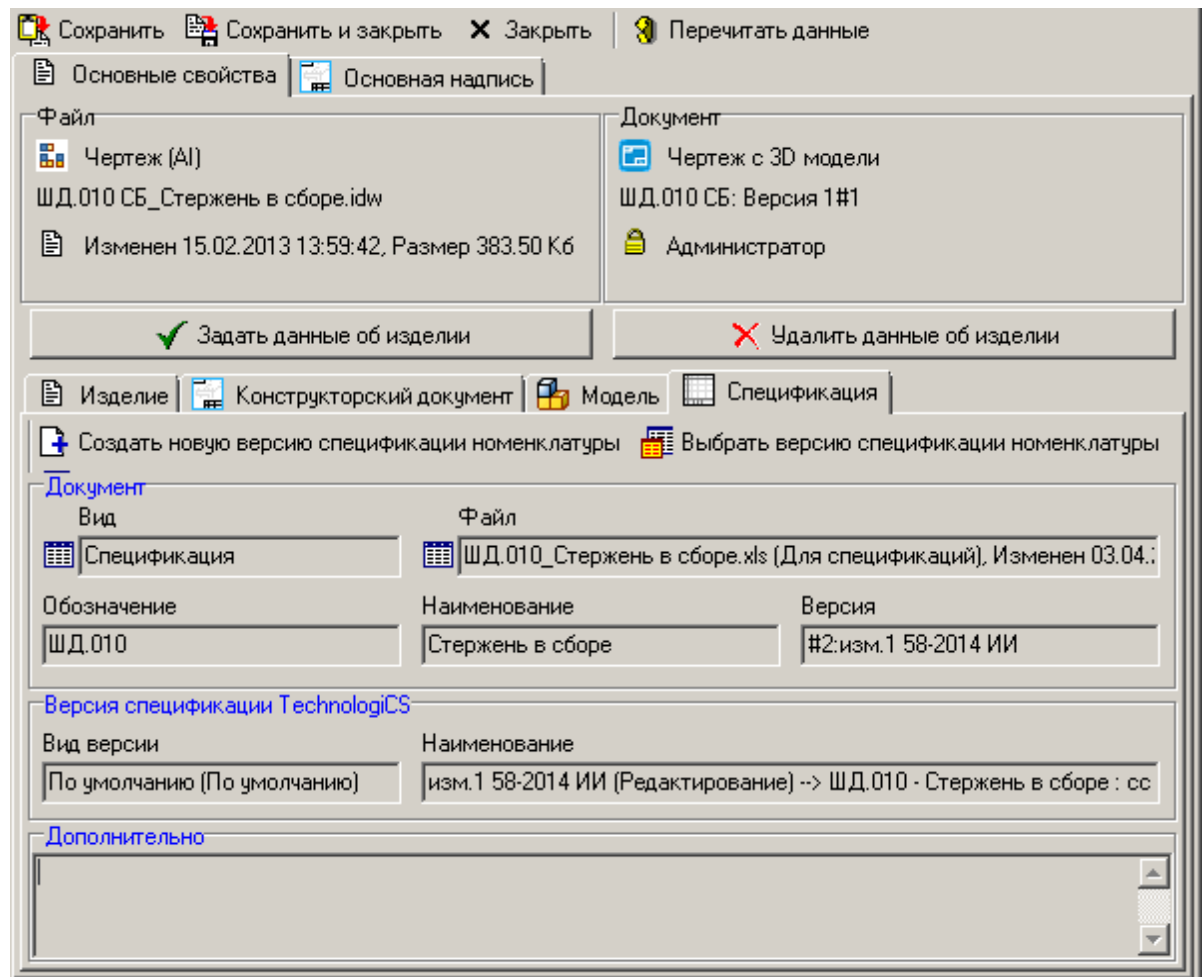 Сохранить Сохранить и закрыть Закрыть Перечитать данные
Основные свойства Основная надпись
Файл
Чертеж (AI)
ШД.010 СБ_Стержень в сборе.idw
Изменен 15.02.2013 13:59:42, Размер 383.50 Кб
Документ
Чертеж с 3D модели
ШД.010 СБ: Версия 1#1
Администратор
Задать данные об изделии Удалить данные об изделии
Изделие Конструкторский документ Модель Спецификация
Создать новую версию спецификации номенклатуры Выбрать версию спецификации номенклатуры
Документ
Вид Файл
Спецификация ШД.010_Стержень в сборе.xls (Для спецификаций), Изменен 03.04.
Обозначение Наименование Версия
ШД.010 Стержень в сборе #2:изм.1 58-2014 ИИ
Версия спецификации TechnologiCS
Вид версии Наименование
По умолчанию (По умолчанию) изм.1 58-2014 ИИ (Редактирование) --> ШД.010 - Стержень в сборе : сс
Дополнительно